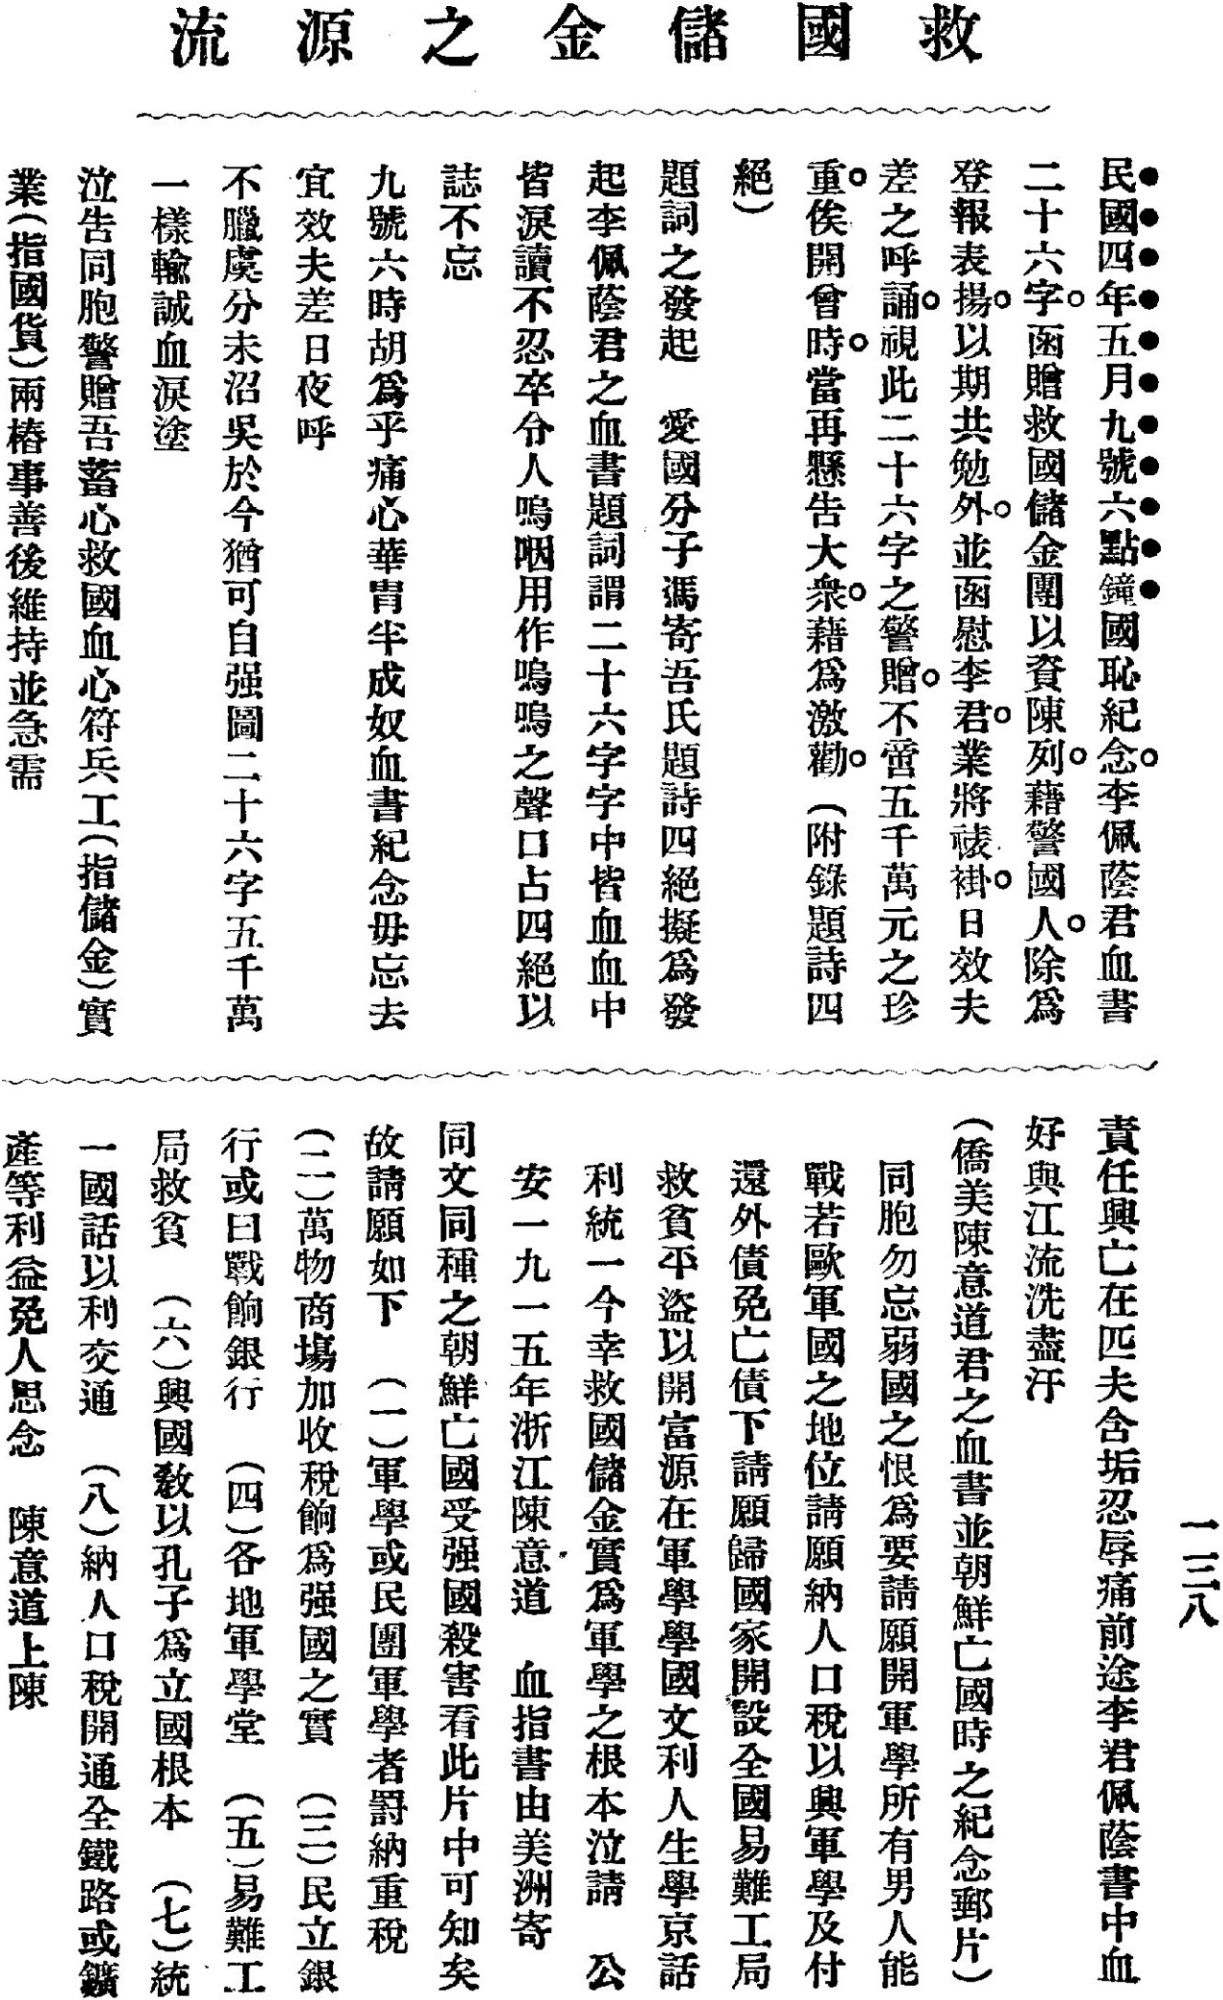 救國儲金之源流
民國四年五月九號六點鐘國恥紀念李佩蔭君血書
二十六字函贈救國儲金團以資陳列藉警國人除爲
登報表揚以期共勉外並函慰李君業將裱褂日效夫
差之呼誦視此二十六字之警贈不啻五千萬元之珍
重俟開會時當再懸告大衆藉爲激勸（附錄題詩四
絕）
題詞之發起　愛國分子馮寄吾氏題詩四絕擬爲發
起李佩蔭君之血書題詞謂二十六字字中皆血血中
皆淚讀不忍卒令人嗚咽用作嗚嗚之聲口占四絕以
誌不忘
九號六時胡爲乎痛心華胄半成奴血書紀念毋忘去
宜效夫差日夜呼
不臘虞分未沼吳於今猶可自强圖二十六字五千萬
一樣輸誠血淚塗
泣告同胞警贈吾蓄心救國血心符兵工（指儲金）實
業（指國貨）兩椿事善後維持並急需
責任興亡在匹夫含垢忍辱痛前途李君佩蔭書中血
好與江流洗盡汙
（僑美陳意道君之血書並朝鮮亡國時之紀念郵片）
同胞勿忘弱國之恨爲要請願開軍學所有男人能
戰若歐軍國之地位請願納人口稅以興軍學及付
還外債免亡債下請願歸國家開設全國易難工局
救貧平盜以開富源在軍學學國文利人生學京話
利統一今幸救國儲金實爲軍學之根本泣請　公
安一九一五年浙江陳意道　血指書由美洲寄
同文同種之朝鮮亡國受强國殺害看此片中可知矣
故請願如下　（一）軍學或民團軍學者爵納重稅
（二）萬物商塲加收稅餉爲强國之實　（三）民立銀
行或曰戰餉銀行　（四）各地軍學堂　（五）易難工
局救貧　（六）興國教以孔子爲立國根本　（七）統
一國話以利交通　（八）納人口稅開通全鐵路或鑛
產等利益免人思念　陳意道上陳
一三八